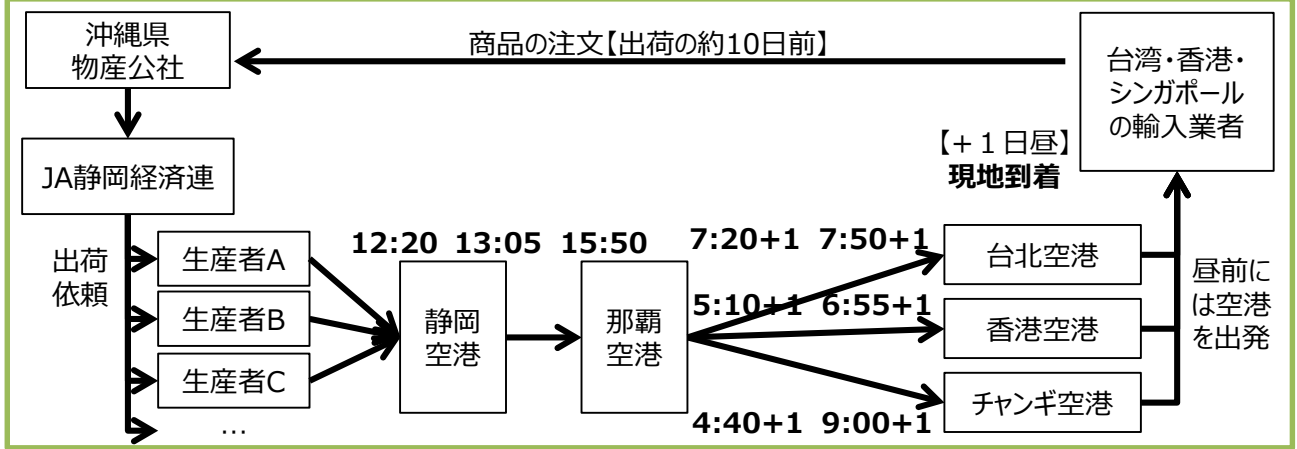 沖縄県
物産公社
商品の注文【出荷の約10日前】
台湾・香港・
シンガポール
の輸入業者
【+１日昼】
現地到着
JA静岡経済連
出荷
依頼
生産者A
生産者B
生産者C
…
12:20 13:05 15:50
静岡
空港
那覇
空港
7:20+1 7:50+1
5:10+1 6:55+1
4:40+1 9:00+1
台北空港
香港空港
チャンギ空港
昼前に
は空港
を出発